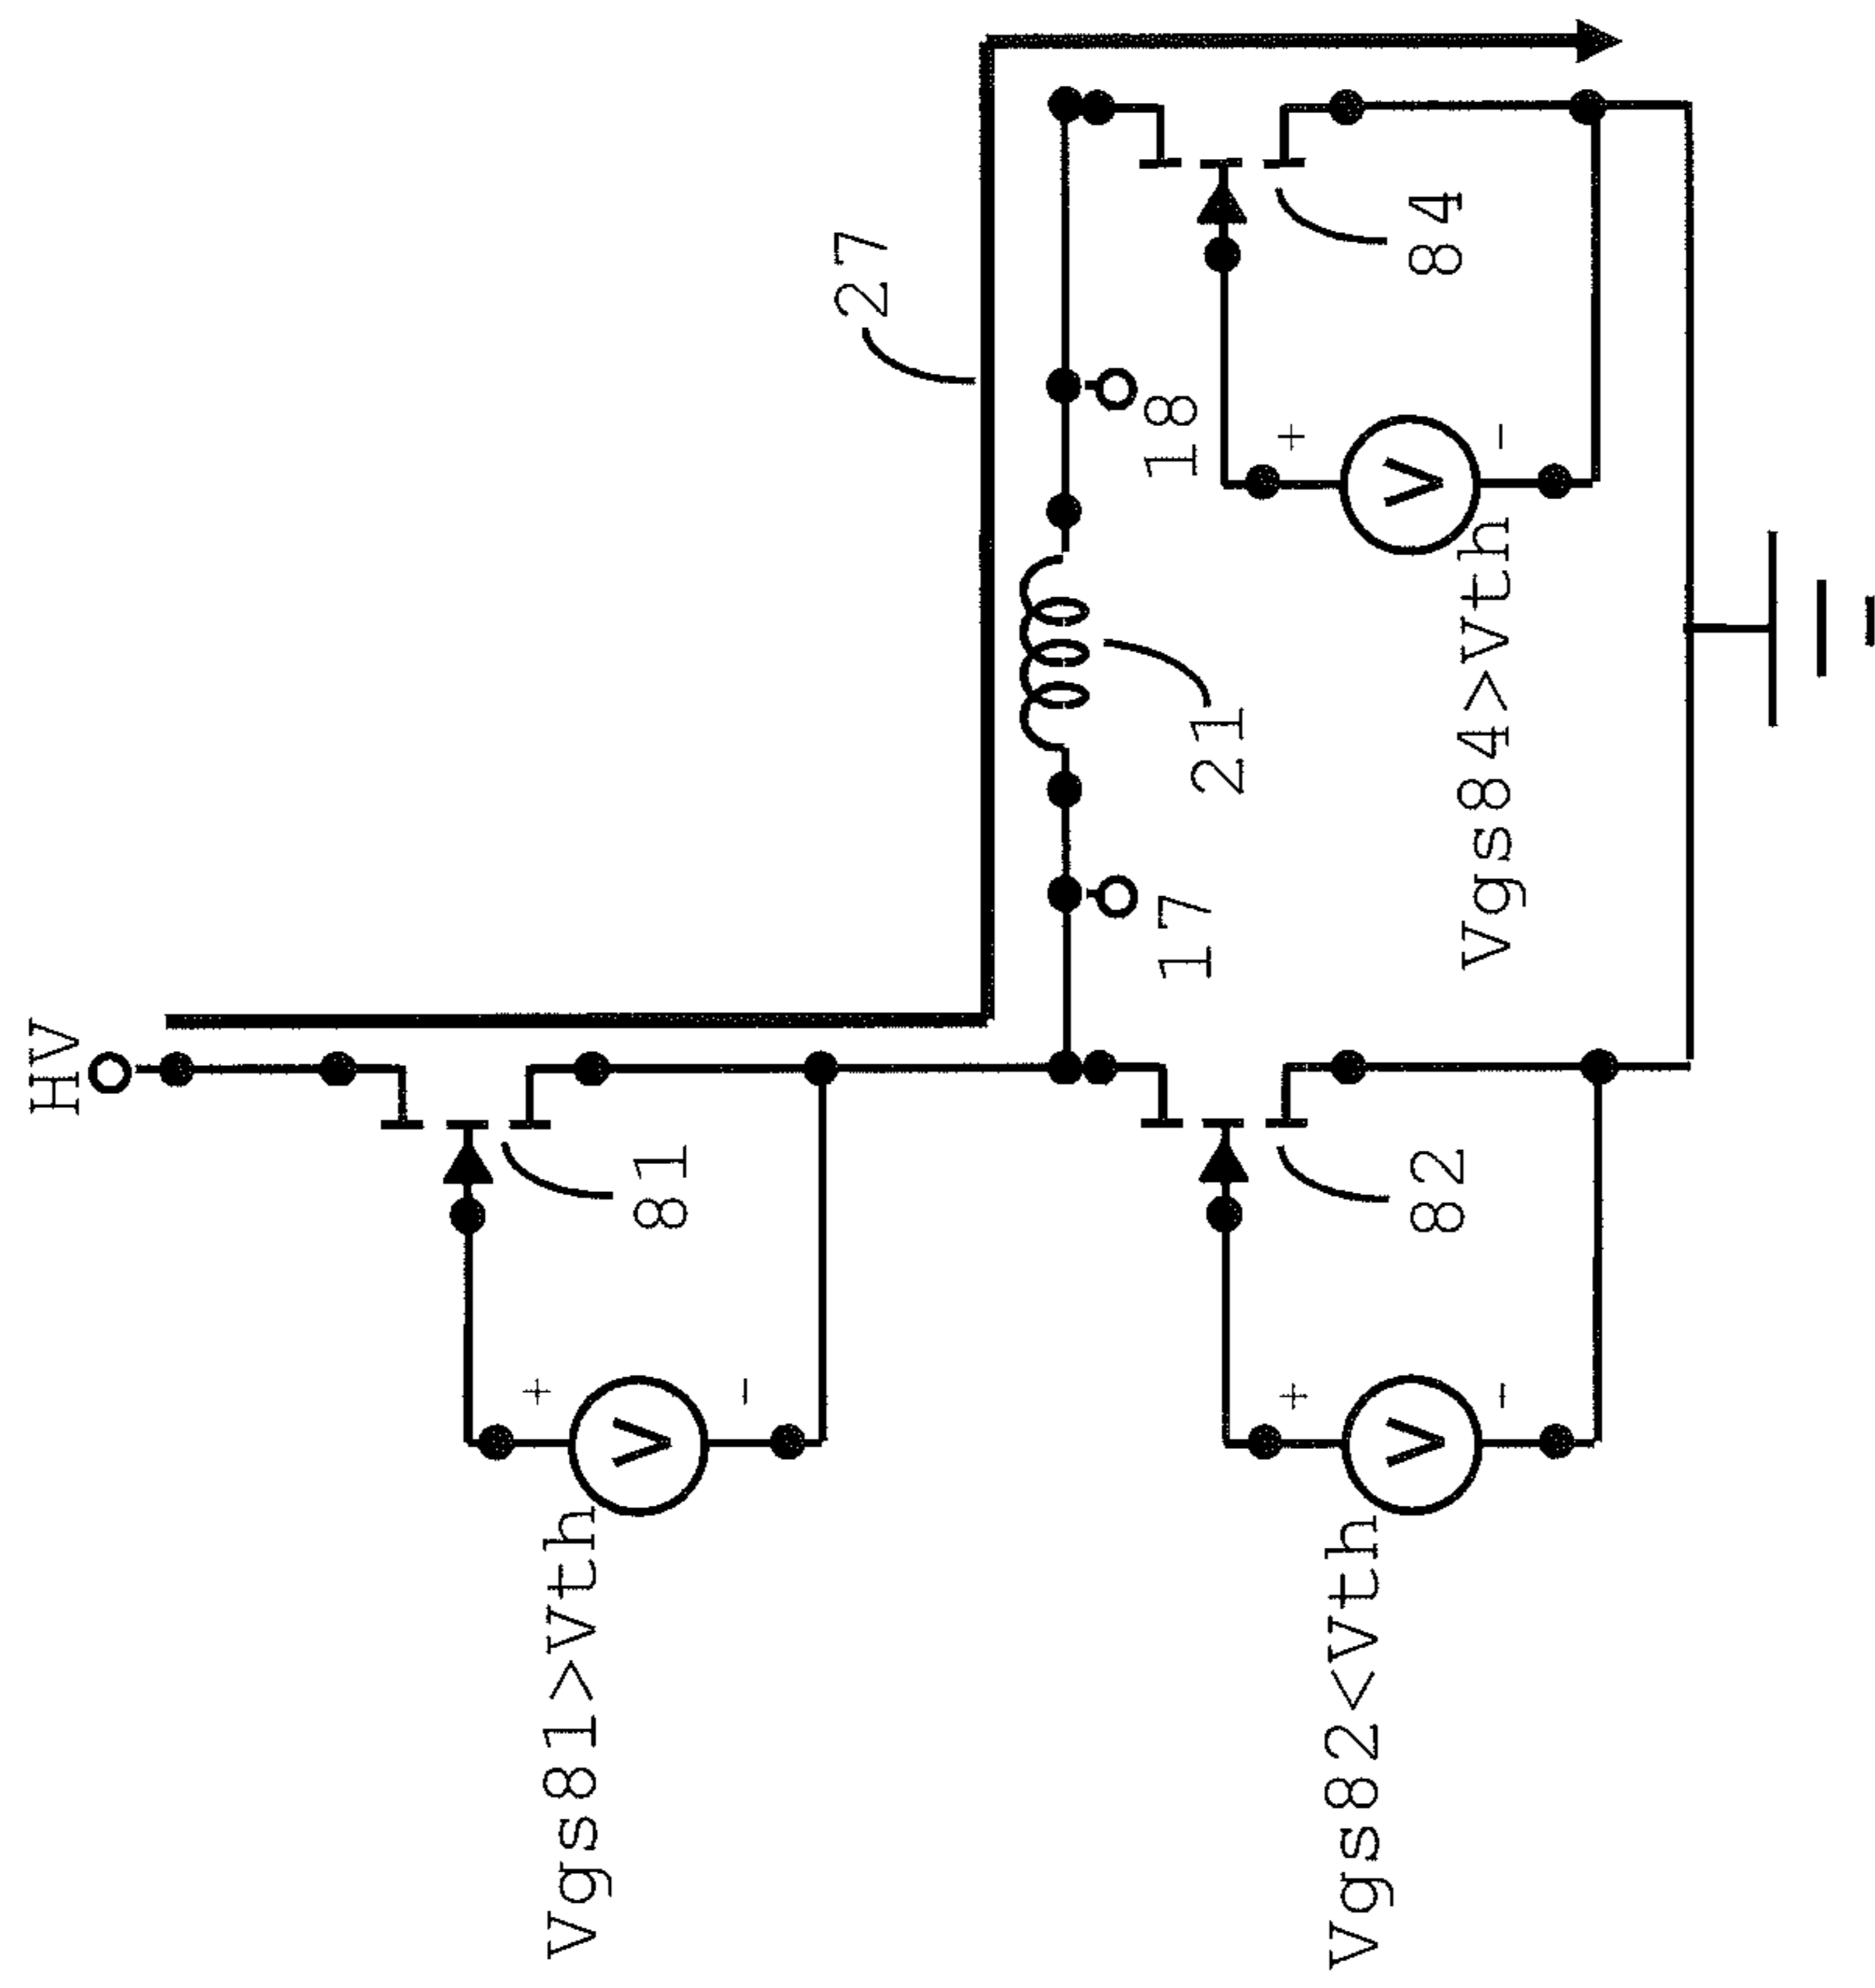 HV
27
84
18
+
V
-
Vgs84>Vth
21
17
81
+
V
-
Vgs81>Vth
82
+
V
-
Vgs82<Vth